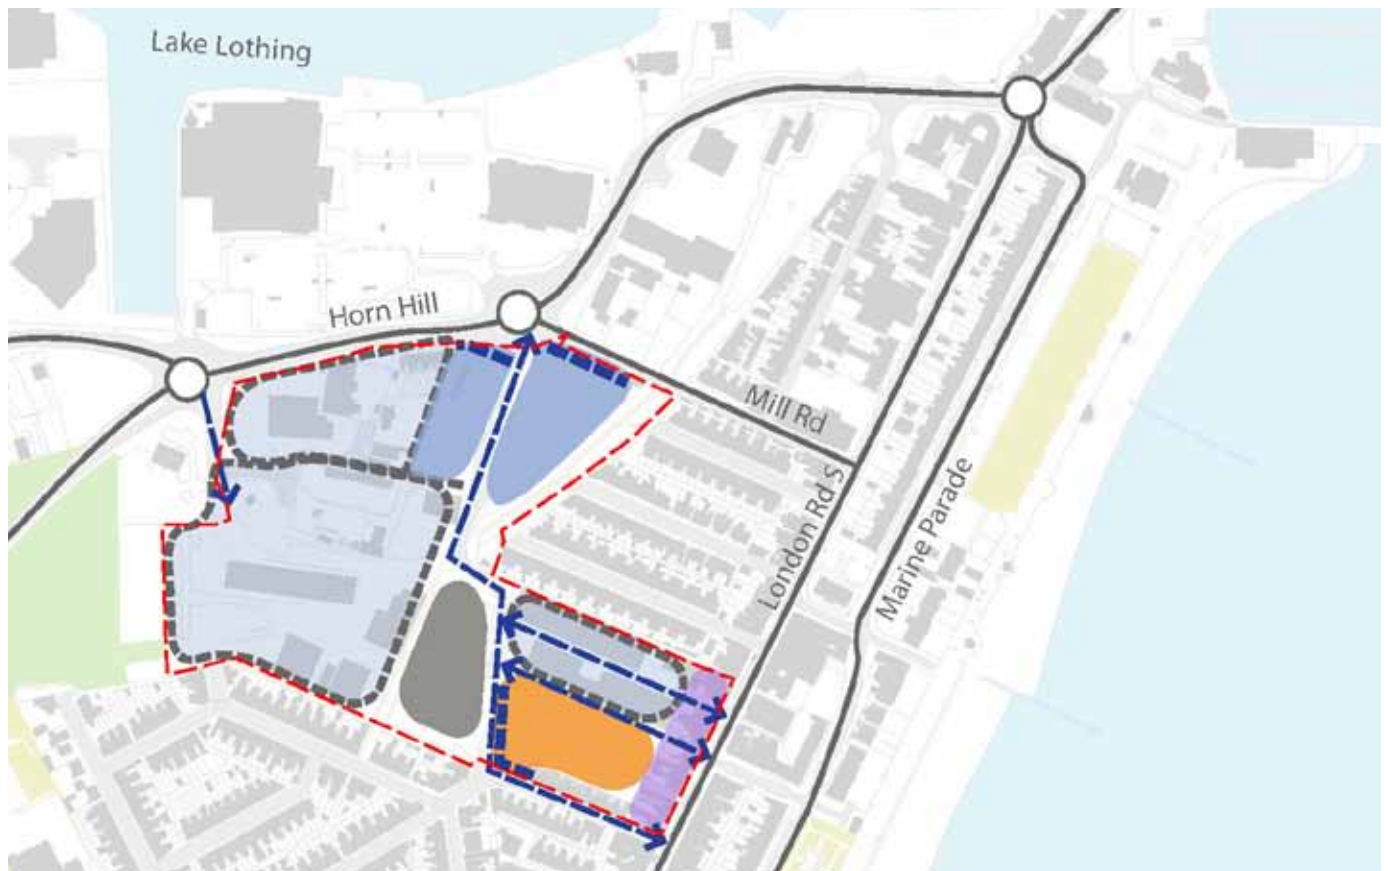 Lake Lothing
Horn Hill
Mill Rd
London Rd S
Marine Parade